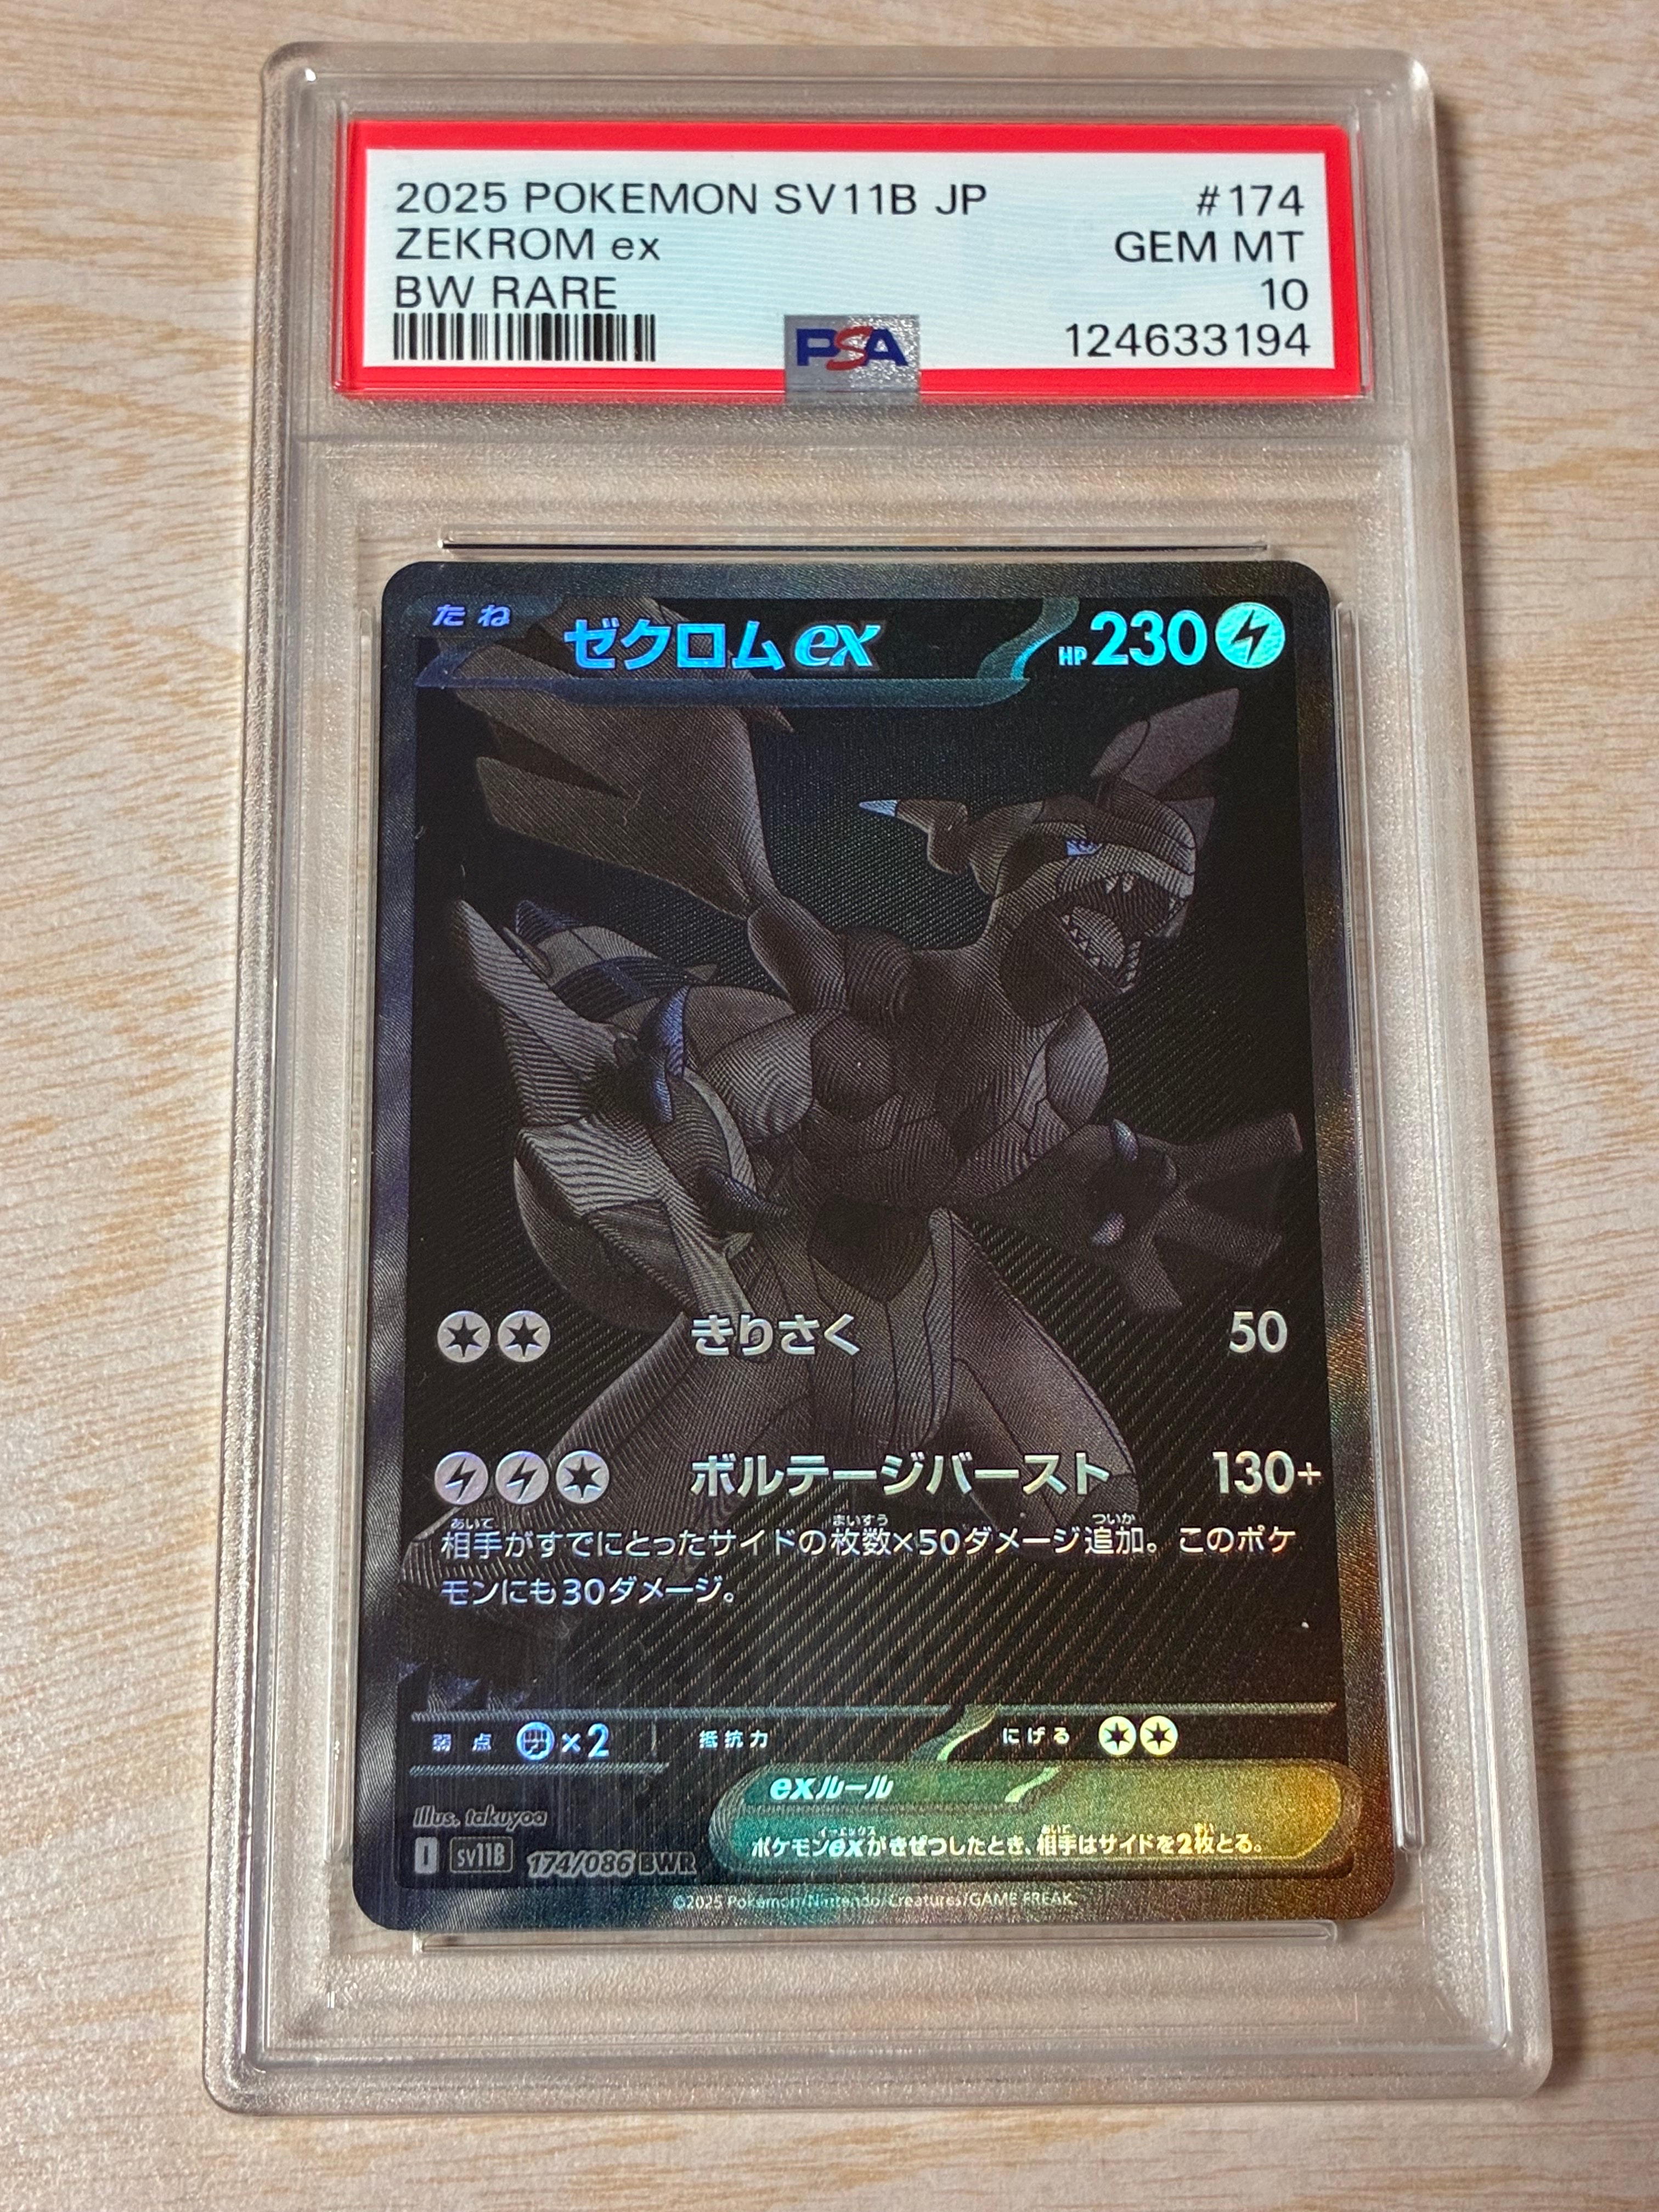 2025 POKEMON SV11B JP #174
ZEKROM ex GEM MT
BW RARE 10
PSA 124633194
たね ゼクロムex HP230
きりさく 50
ボルテージバースト 130+
相手がすでにとったサイドの枚数×50ダメージ追加。このポケ
モンにも30ダメージ。
弱点 ×2 抵抗力 にげる
exルール
ポケモンexがきぜつしたとき、相手はサイドを2枚とる。
Illus. takuyoa
I SV11B 174/086 BWR
©2025 Pokémon/Nintendo/Creatures/GAME FREAK